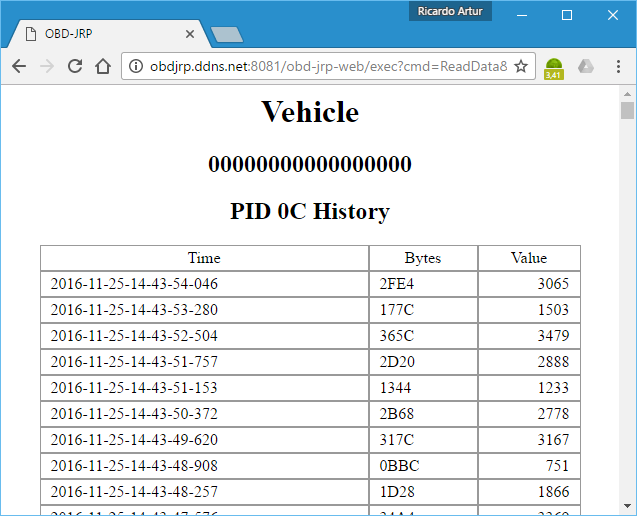 Ricardo Artur
OBD-JRP
obdjrp.ddns.net:8081/obd-jrp-web/exec?cmd=ReadData&
3,41
Vehicle
00000000000000000
PID 0C History
Time Bytes Value
2016-11-25-14-43-54-046 2FE4 3065
2016-11-25-14-43-53-280 177C 1503
2016-11-25-14-43-52-504 365C 3479
2016-11-25-14-43-51-757 2D20 2888
2016-11-25-14-43-51-153 1344 1233
2016-11-25-14-43-50-372 2B68 2778
2016-11-25-14-43-49-620 317C 3167
2016-11-25-14-43-48-908 0BBC 751
2016-11-25-14-43-48-257 1D28 1866